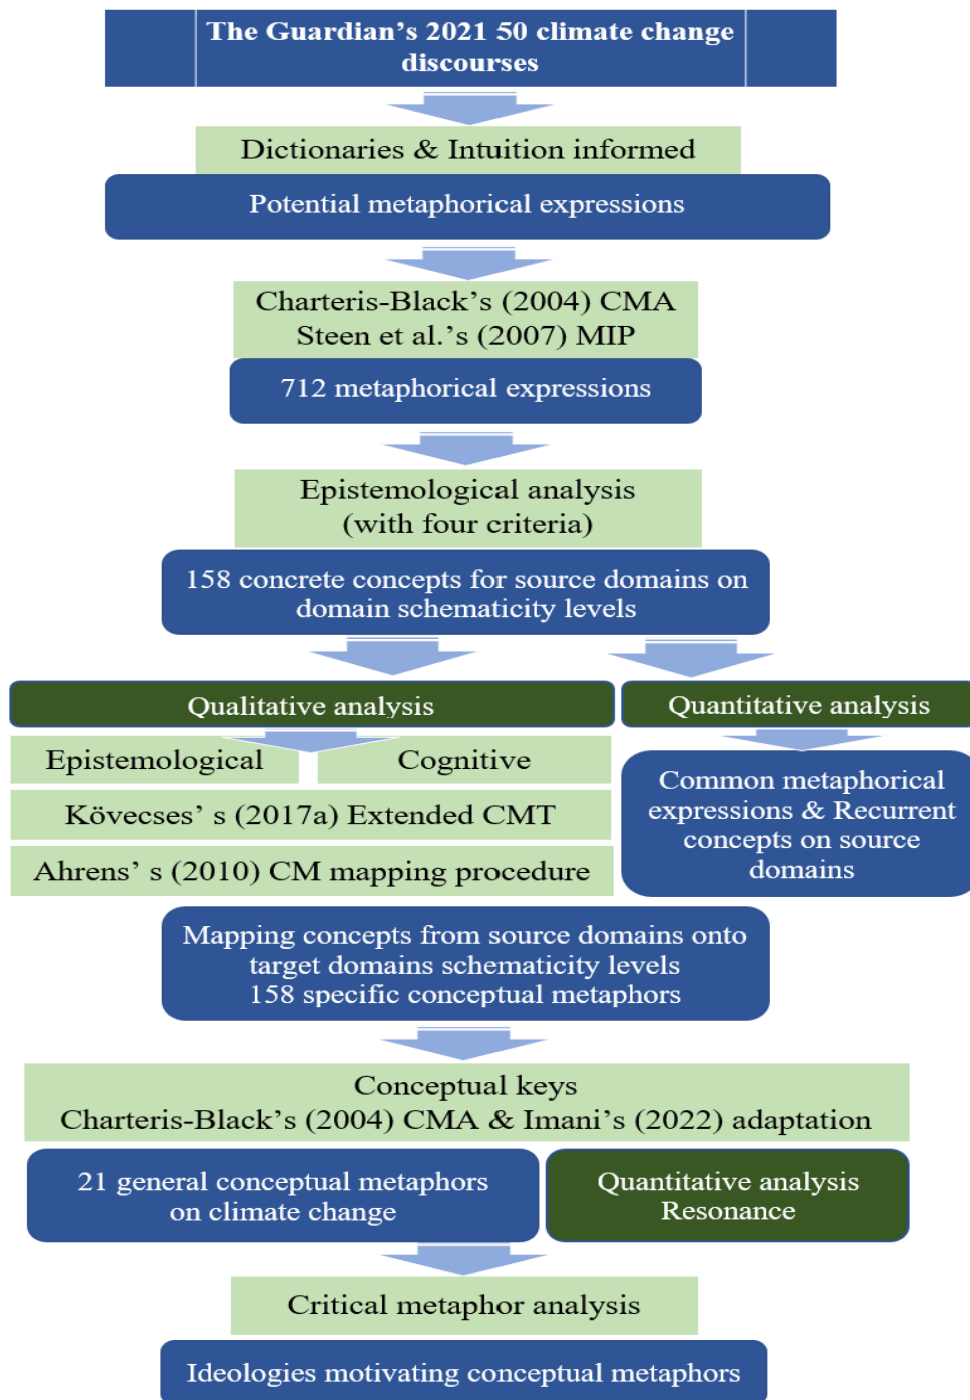 The Guardian's 2021 50 climate change
discourses
Dictionaries & Intuition informed
Potential metaphorical expressions
Charteris-Black's (2004) CMA
Steen et al.'s (2007) MIP
712 metaphorical expressions
Epistemological analysis
(with four criteria)
158 concrete concepts for source domains on
domain schematicity levels
Qualitative analysis
Quantitative analysis
Epistemological
Cognitive
Kövecses' s (2017a) Extended CMT
Ahrens' s (2010) CM mapping procedure
Common metaphorical
expressions & Recurrent
concepts on source
domains
Mapping concepts from source domains onto
target domains schematicity levels
158 specific conceptual metaphors
Conceptual keys
Charteris-Black's (2004) CMA & Imani's (2022) adaptation
21 general conceptual metaphors
on climate change
Quantitative analysis
Resonance
Critical metaphor analysis
Ideologies motivating conceptual metaphors